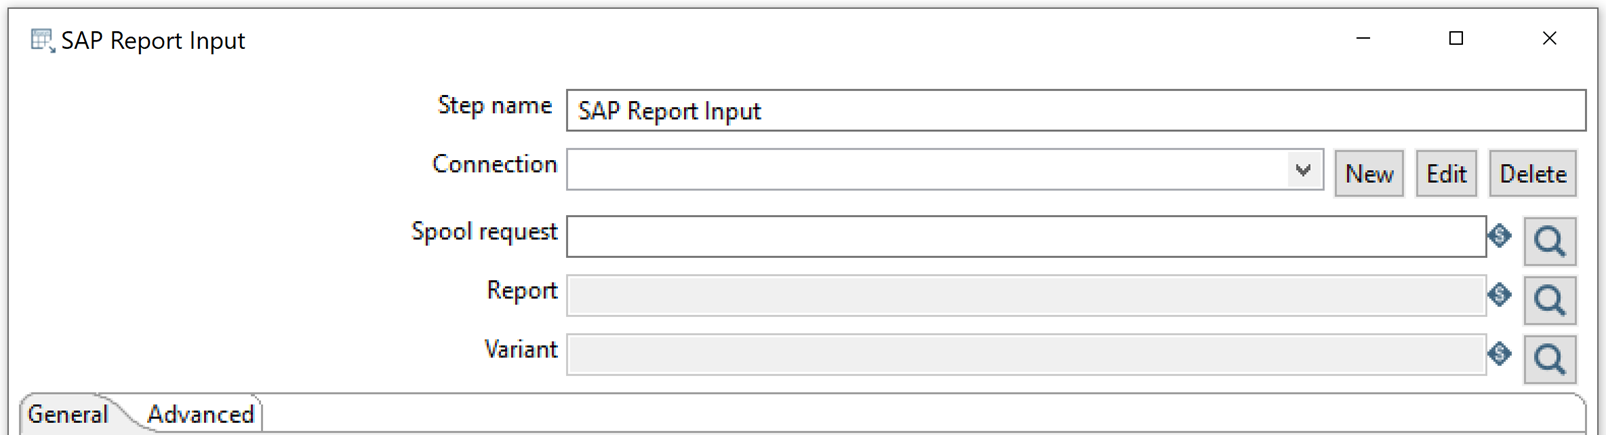 SAP Report Input
Step name SAP Report Input
Connection New Edit Delete
Spool request
Report
Variant
General Advanced